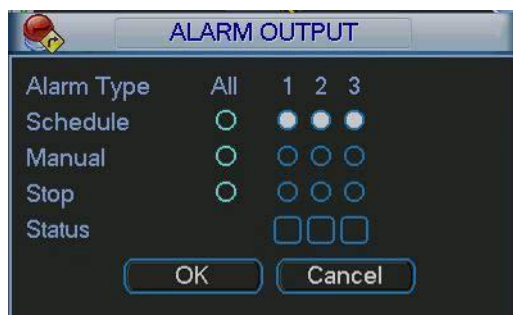 ALARM OUTPUT
Alarm Type All 1 2 3
Schedule
Manual
Stop
Status
OK Cancel